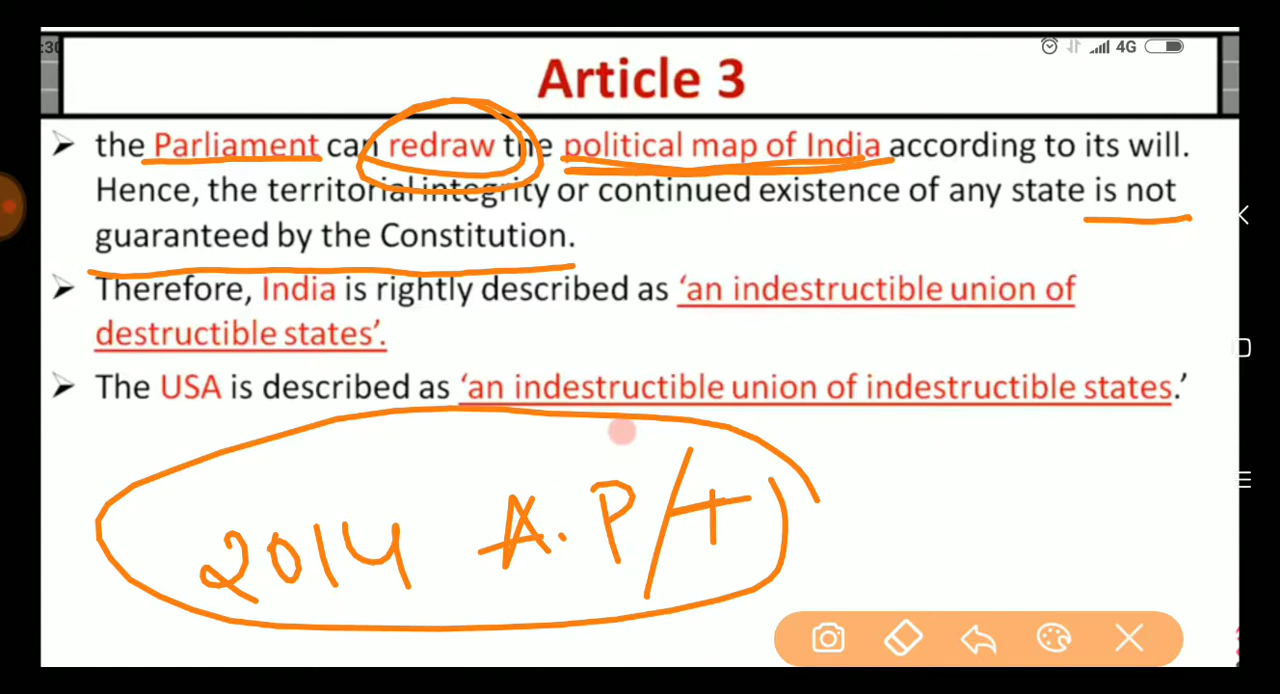 :30
4G
Article 3
➢ the Parliament can redraw the political map of India according to its will.
Hence, the territorial integrity or continued existence of any state is not
guaranteed by the Constitution.
➢ Therefore, India is rightly described as ‘an indestructible union of
destructible states’.
➢ The USA is described as ‘an indestructible union of indestructible states.’
2014 A.P/T